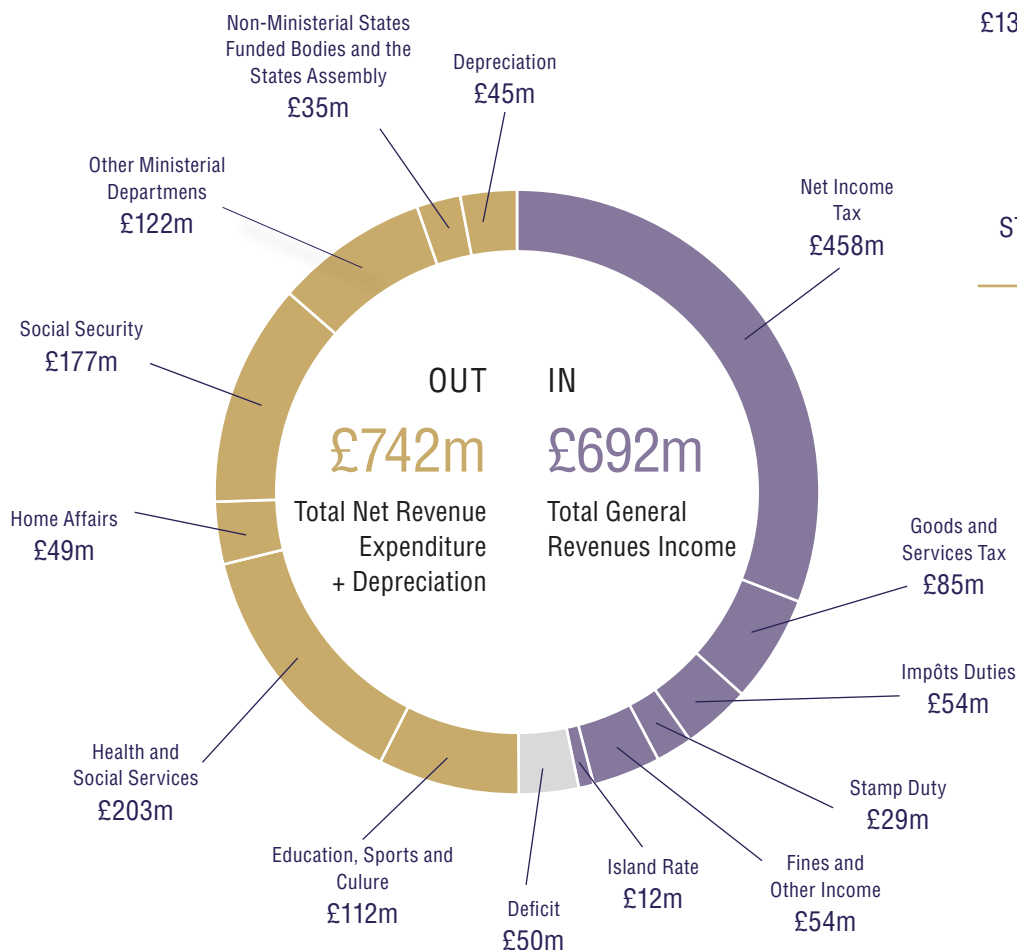 Non-Ministerial States
Funded Bodies and the
States Assembly
£35m
Depreciation
£45m
Other Ministerial
Departmens
£122m
Social Security
£177m
Home Affairs
£49m
Health and
Social Services
£203m
Education, Sports and
Culure
£112m
Deficit
£50m
Island Rate
£12m
Fines and
Other Income
£54m
Stamp Duty
£29m
Impôts Duties
£54m
Goods and
Services Tax
£85m
Net Income
Tax
£458m
OUT
£742m
Total Net Revenue
Expenditure
+ Depreciation
IN
£692m
Total General
Revenues Income
£13
ST